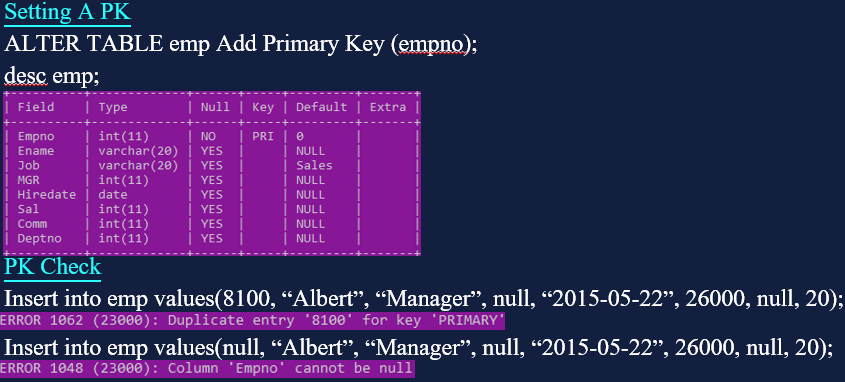 Setting A PK
ALTER TABLE emp Add Primary Key (empno);
desc emp;
+----------+-------------+------+-----+---------+-------+
| Field | Type | Null | Key | Default | Extra |
+----------+-------------+------+-----+---------+-------+
| Empno | int(11) | NO | PRI | 0 | |
| Ename | varchar(20) | YES | | NULL | |
| Job | varchar(20) | YES | | Sales | |
| MGR | int(11) | YES | | NULL | |
| Hiredate | date | YES | | NULL | |
| Sal | int(11) | YES | | NULL | |
| Comm | int(11) | YES | | NULL | |
| Deptno | int(11) | YES | | NULL | |
+----------+-------------+------+-----+---------+-------+
PK Check
Insert into emp values(8100, “Albert”, “Manager”, null, “2015-05-22”, 26000, null, 20);
ERROR 1062 (23000): Duplicate entry '8100' for key 'PRIMARY'
Insert into emp values(null, “Albert”, “Manager”, null, “2015-05-22”, 26000, null, 20);
ERROR 1048 (23000): Column 'Empno' cannot be null